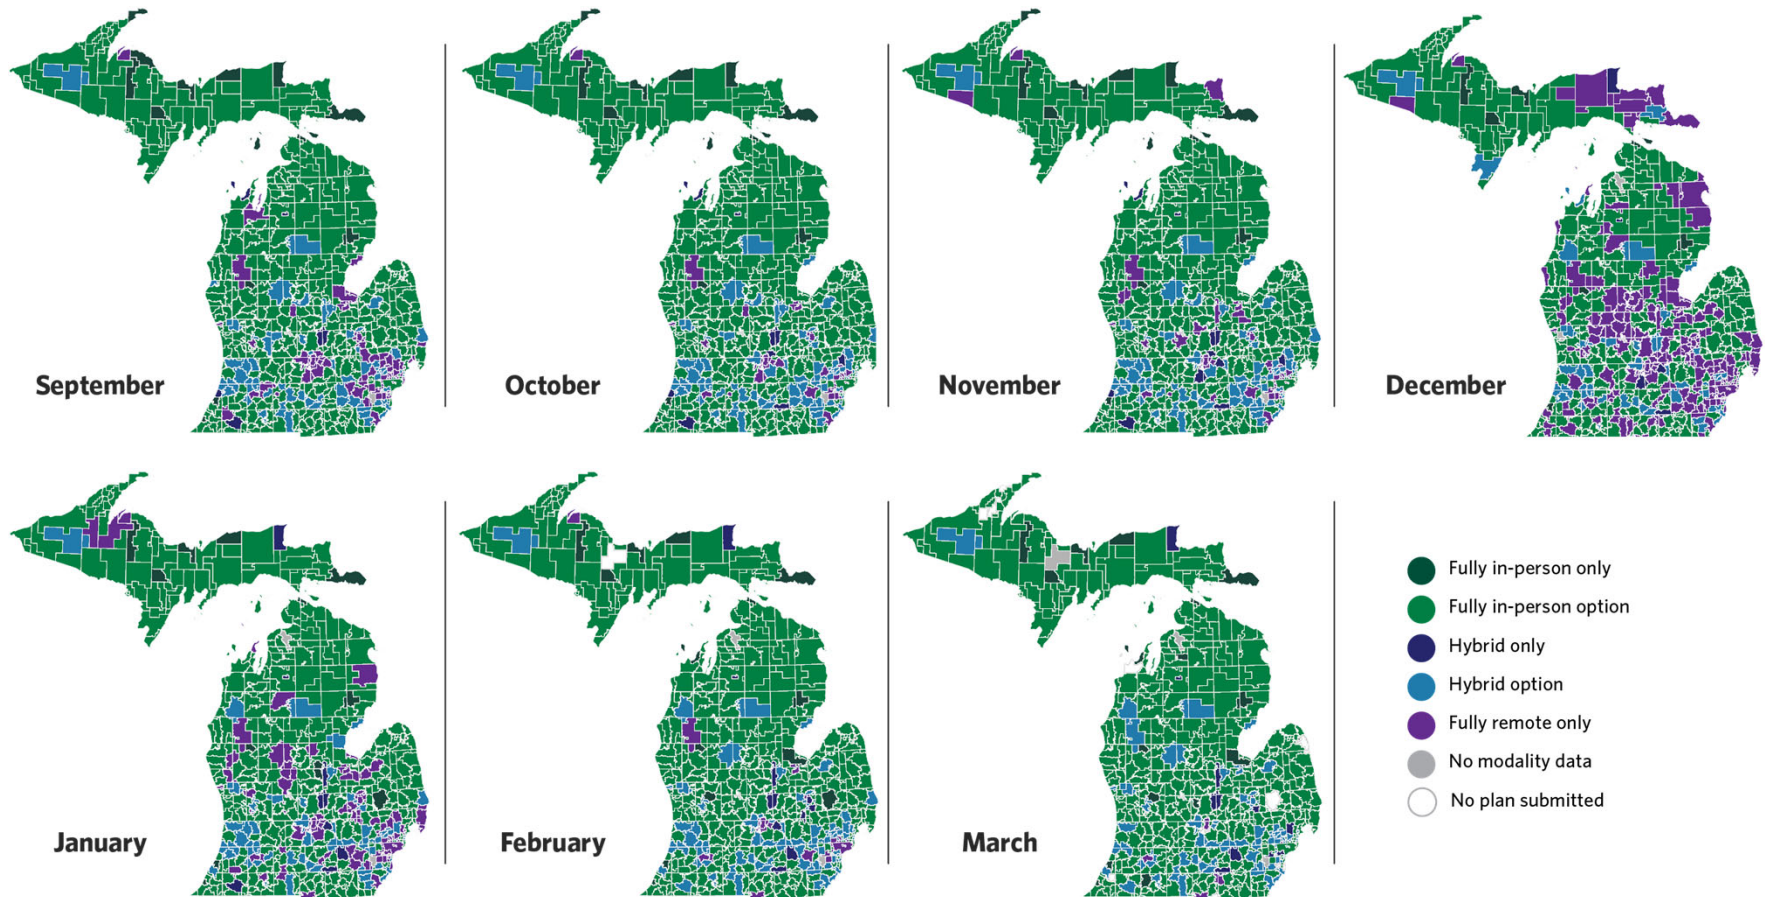 September
October
November
December
January
February
March
Fully in-person only
Fully in-person option
Hybrid only
Hybrid option
Fully remote only
No modality data
No plan submitted